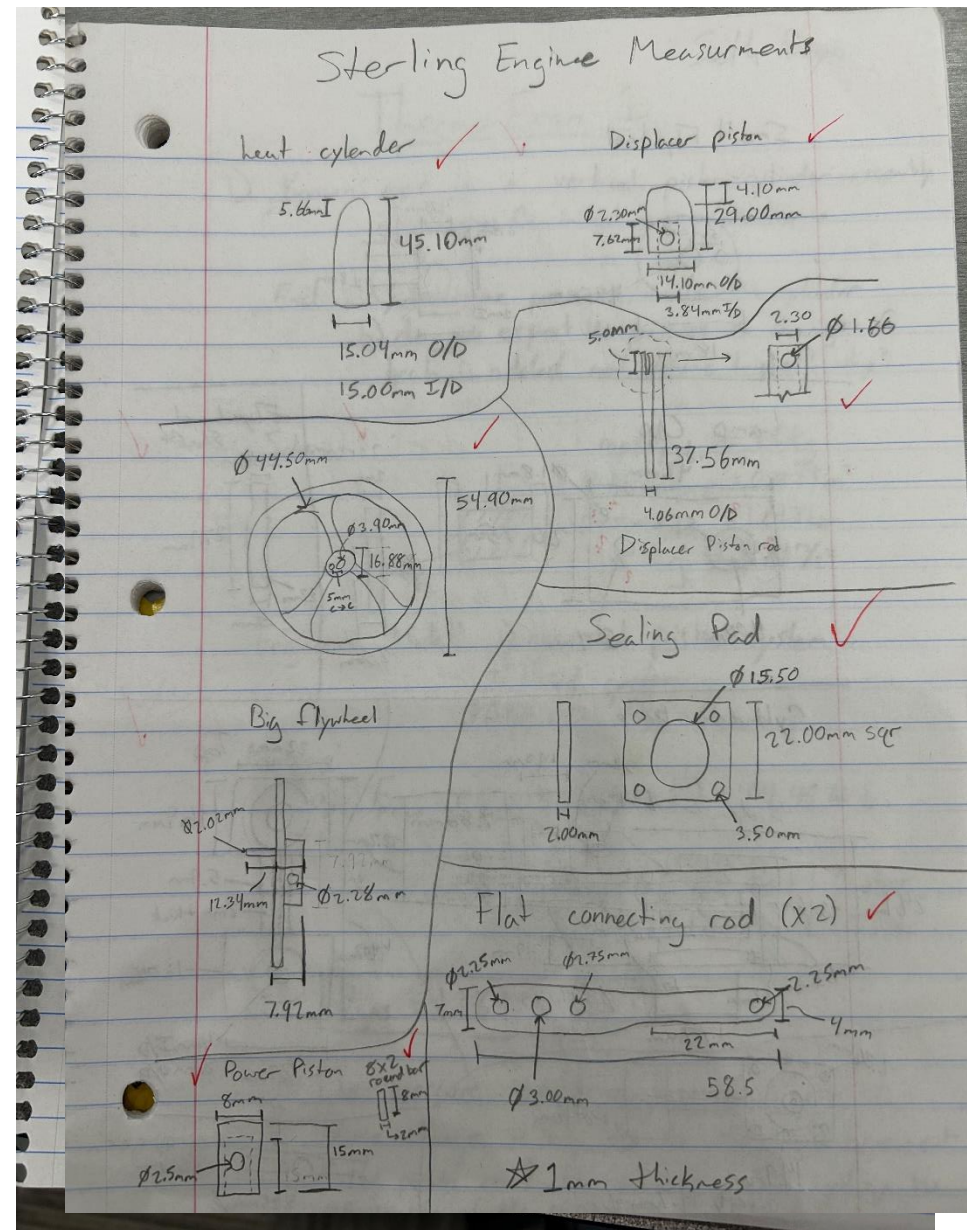 Sterling Engine Measurments
heat cylender
5.66mm
45.10mm
15.04mm O/D
15.00mm I/D
Displacer piston
4.10mm
29.00mm
Ø2.30mm
7.62mm
14.10mm O/D
3.84mm I/D
5.0mm
2.30
Ø1.66
37.56mm
4.06mm O/D
Displacer Piston rod
Ø44.50mm
54.90mm
Ø3.90mm
16.88mm
5mm
c→c
Big flywheel
Ø2.02mm
7.92mm
12.34mm
Ø2.28mm
7.92mm
Sealing Pad
Ø15.50
22.00mm sqr
2.00mm
3.50mm
Flat connecting rod (x2)
Ø2.25mm
Ø2.75mm
2.25mm
7mm
4mm
22mm
58.5
Ø3.00mm
☆ 1mm thickness
Power Piston
8mm
8x2
round bar
8mm
2mm
15mm
Ø2.5mm
15mm